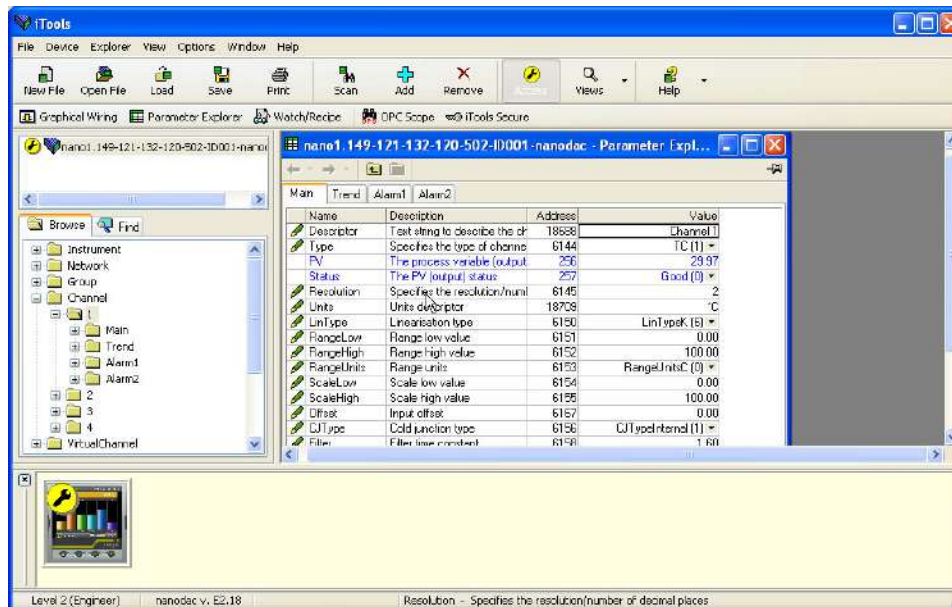 iTools
File Device Explorer View Options Window Help
New File Open File Load Save Print Scan Add Remove Access Views Help
Graphical Wiring Parameter Explorer Watch/Recipe OPC Scope iTools Secure
nano1.149-121-132-120-502-ID001-nanod
nano1.149-121-132-120-502-ID001-nanodac - Parameter Expl...
Main Trend Alarm1 Alarm2
Browse Find
Instrument
Network
Group
Channel
1
Main
Trend
Alarm1
Alarm2
2
3
4
VirtualChannel
Name Description Address Value
Descriptor Text string to describe the ch 18688 Channel 1
Type Specifies the type of channe 6144 TC (1)
PV The process variable (output 256 29.97
Status The PV (output) status 257 Good (0)
Resolution Specifies the resolution/numl 6145 2
Units Units descriptor 18709 °C
LinType Linearisation type 6150 LinTypeK (6)
RangeLow Range low value 6151 0.00
RangeHigh Range high value 6152 100.00
RangeUnits Range units 6153 RangeUnitsC (0)
ScaleLow Scale low value 6154 0.00
ScaleHigh Scale high value 6155 100.00
Offset Input offset 6167 0.00
CJType Cold junction type 6156 CJTypeInternal (1)
Filter Filter time constant 6158 1.60
Level 2 (Engineer) nanodac v. E2.18 Resolution - Specifies the resolution/number of decimal places